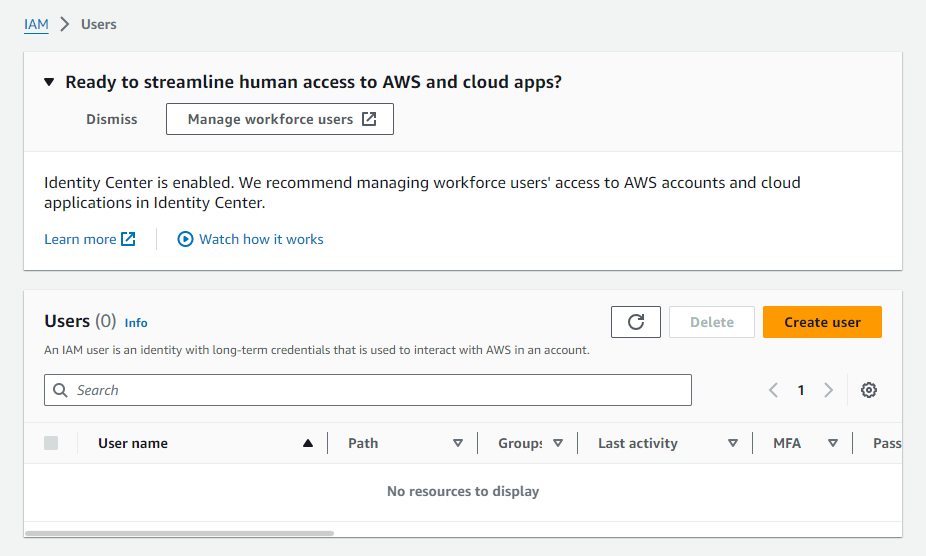 IAM > Users
Ready to streamline human access to AWS and cloud apps?
Dismiss
Manage workforce users
Identity Center is enabled. We recommend managing workforce users' access to AWS accounts and cloud
applications in Identity Center.
Learn more
Watch how it works
Users (0) Info
Delete
Create user
An IAM user is an identity with long-term credentials that is used to interact with AWS in an account.
Search
1
User name
Path
Groups
Last activity
MFA
Pass
No resources to display